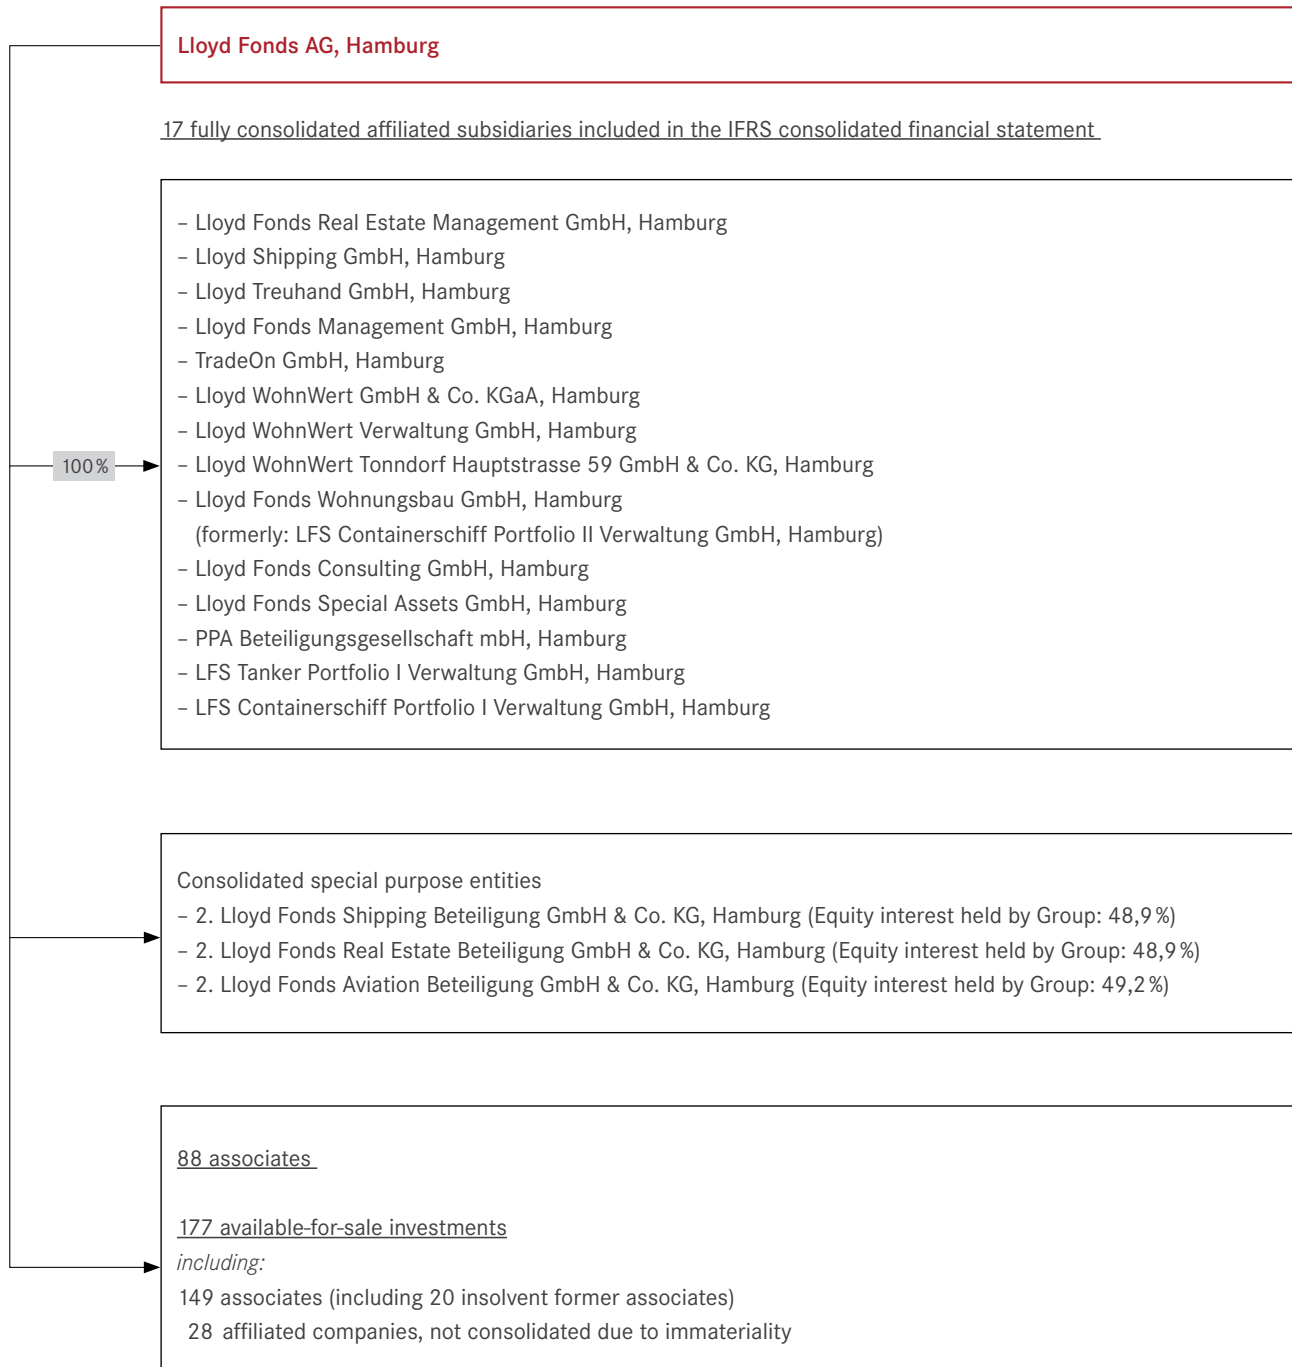 Lloyd Fonds AG, Hamburg
17 fully consolidated affiliated subsidiaries included in the IFRS consolidated financial statement
– Lloyd Fonds Real Estate Management GmbH, Hamburg
– Lloyd Shipping GmbH, Hamburg
– Lloyd Treuhand GmbH, Hamburg
– Lloyd Fonds Management GmbH, Hamburg
– TradeOn GmbH, Hamburg
– Lloyd WohnWert GmbH & Co. KGaA, Hamburg
– Lloyd WohnWert Verwaltung GmbH, Hamburg
100 %
– Lloyd WohnWert Tonndorf Hauptstrasse 59 GmbH & Co. KG, Hamburg
– Lloyd Fonds Wohnungsbau GmbH, Hamburg
(formerly: LFS Containerschiff Portfolio II Verwaltung GmbH, Hamburg)
– Lloyd Fonds Consulting GmbH, Hamburg
– Lloyd Fonds Special Assets GmbH, Hamburg
– PPA Beteiligungsgesellschaft mbH, Hamburg
– LFS Tanker Portfolio I Verwaltung GmbH, Hamburg
– LFS Containerschiff Portfolio I Verwaltung GmbH, Hamburg
Consolidated special purpose entities
– 2. Lloyd Fonds Shipping Beteiligung GmbH & Co. KG, Hamburg (Equity interest held by Group: 48,9 %)
– 2. Lloyd Fonds Real Estate Beteiligung GmbH & Co. KG, Hamburg (Equity interest held by Group: 48,9 %)
– 2. Lloyd Fonds Aviation Beteiligung GmbH & Co. KG, Hamburg (Equity interest held by Group: 49,2 %)
88 associates
177 available-for-sale investments
including:
149 associates (including 20 insolvent former associates)
28 affiliated companies, not consolidated due to immateriality